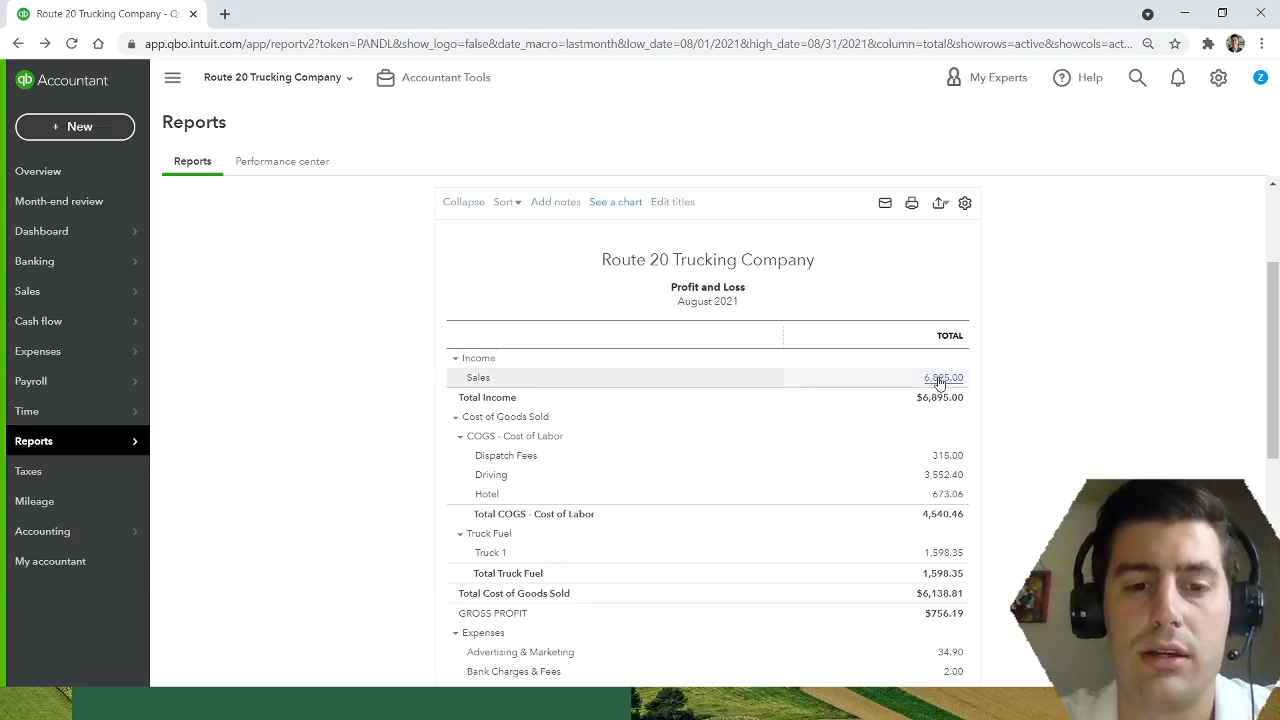 Route 20 Trucking Company - Q
app.qbo.intuit.com/app/reportv2?token=PANDL&show_logo=false&date_macro=lastmonth&low_date=08/01/2021&high_date=08/31/2021&column=total&showrows=active&showcols=act...
qb Accountant
Route 20 Trucking Company
Accountant Tools
My Experts
Help
Z
+ New
Reports
Reports
Performance center
Overview
Month-end review
Dashboard
Banking
Sales
Cash flow
Expenses
Payroll
Time
Reports
Taxes
Mileage
Accounting
My accountant
Collapse Sort Add notes See a chart Edit titles
Route 20 Trucking Company
Profit and Loss
August 2021
TOTAL
Income
Sales 6,895.00
Total Income $6,895.00
Cost of Goods Sold
COGS - Cost of Labor
Dispatch Fees 315.00
Driving 3,552.40
Hotel 673.06
Total COGS - Cost of Labor 4,540.46
Truck Fuel
Truck 1 1,598.35
Total Truck Fuel 1,598.35
Total Cost of Goods Sold $6,138.81
GROSS PROFIT $756.19
Expenses
Advertising & Marketing 34.90
Bank Charges & Fees 2.00